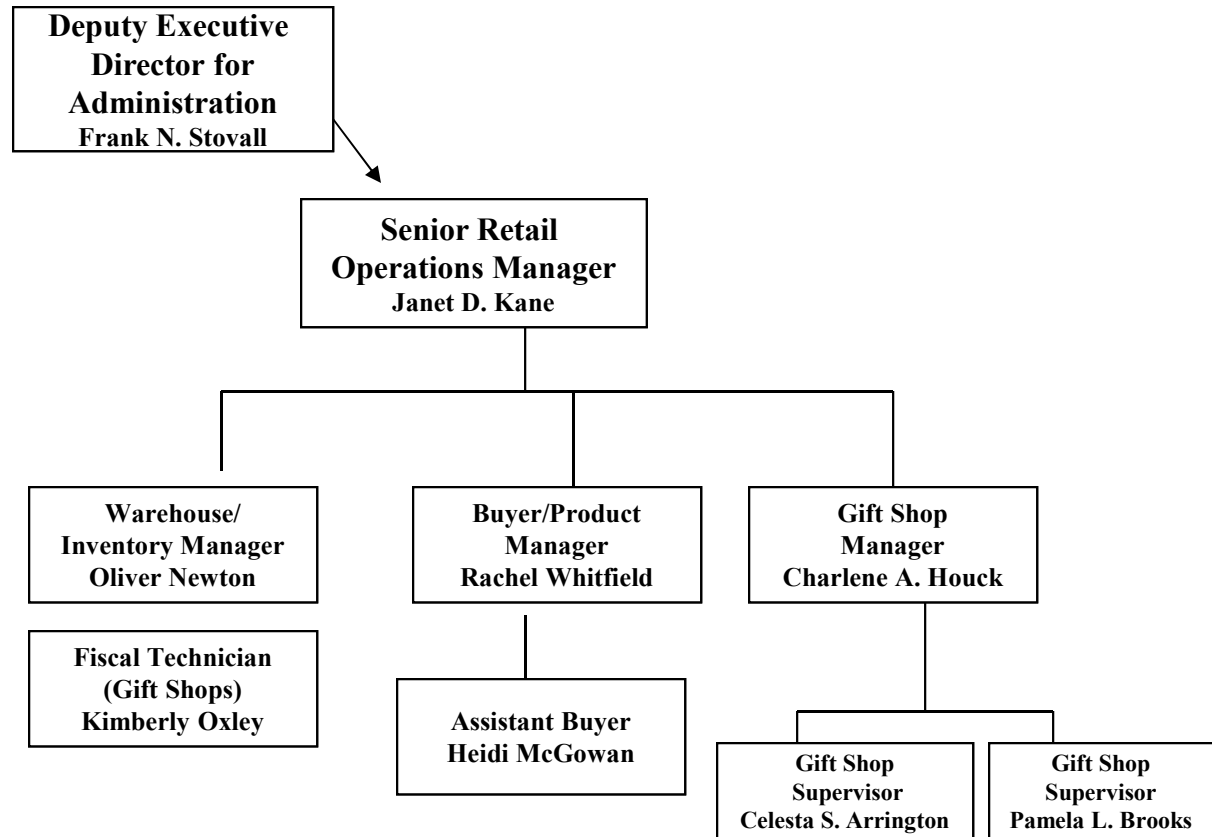 Deputy Executive
Director for
Administration
Frank N. Stovall
Senior Retail
Operations Manager
Janet D. Kane
Warehouse/
Inventory Manager
Oliver Newton
Buyer/Product
Manager
Rachel Whitfield
Gift Shop
Manager
Charlene A. Houck
Fiscal Technician
(Gift Shops)
Kimberly Oxley
Assistant Buyer
Heidi McGowan
Gift Shop
Supervisor
Celesta S. Arrington
Gift Shop
Supervisor
Pamela L. Brooks